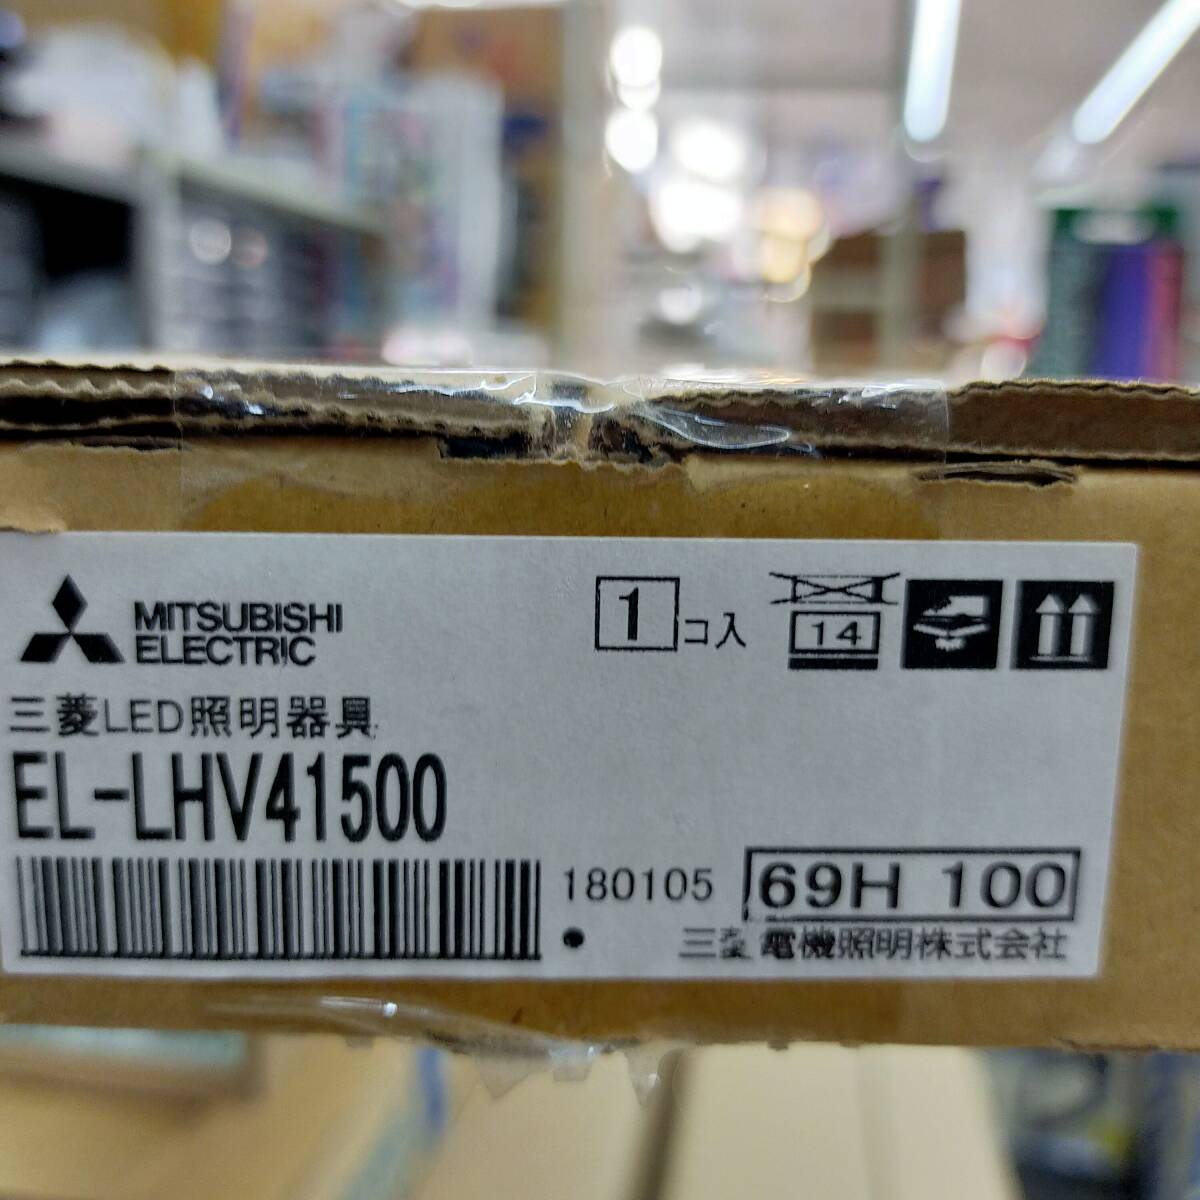 MITSUBISHI
ELECTRIC
1コ入
14
三菱LED照明器具
EL-LHV41500
180105
69H 100
三菱電機照明株式会社